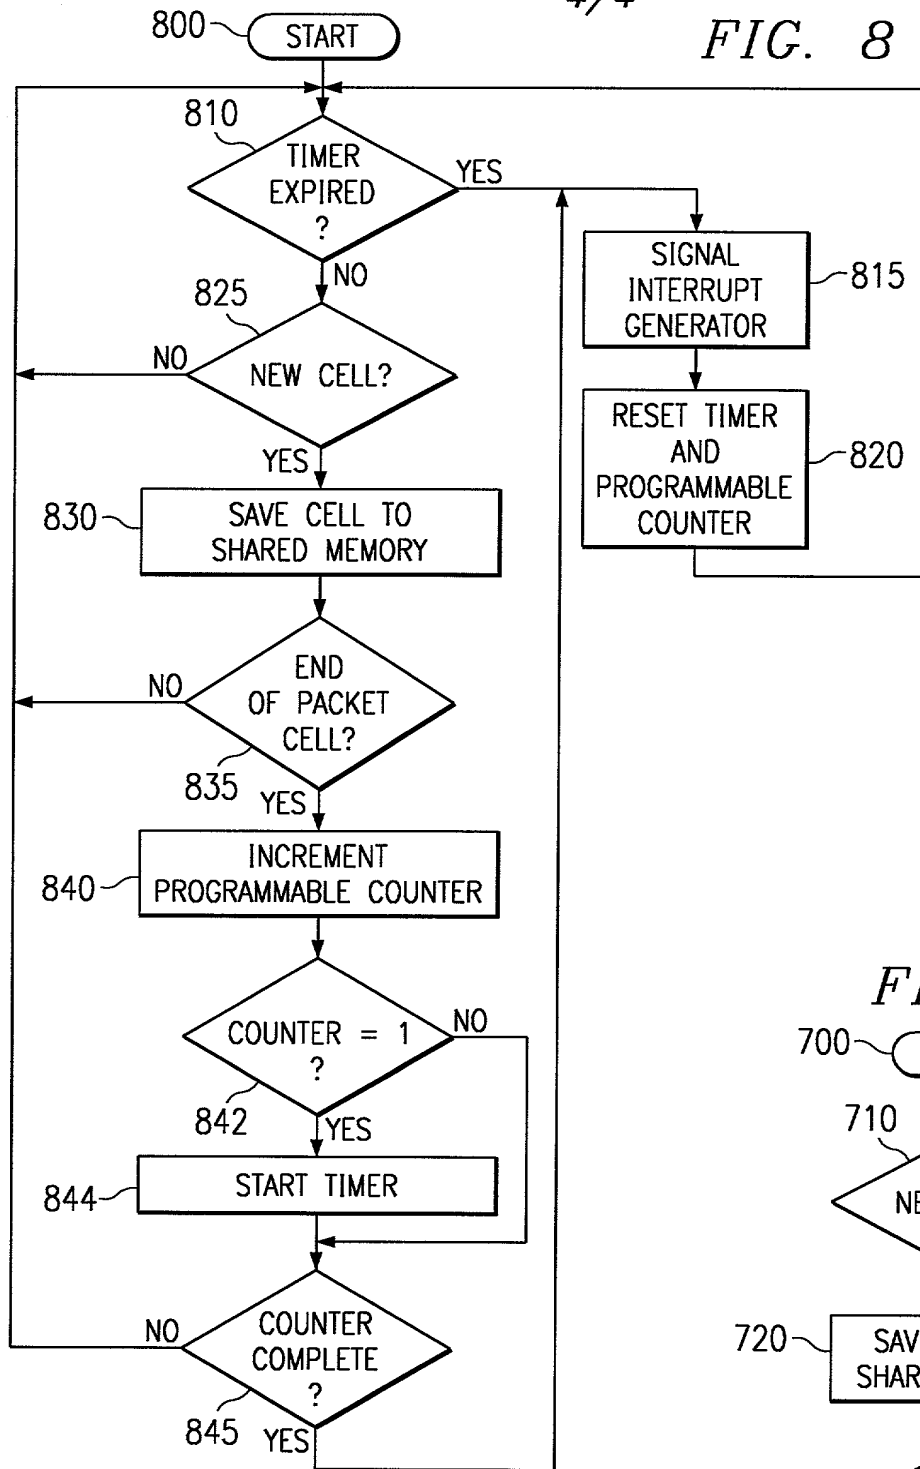 4/4
FIG. 8
800
START
810
TIMER
EXPIRED
?
YES
NO
SIGNAL
INTERRUPT
GENERATOR
815
825
NEW CELL?
NO
YES
RESET TIMER
AND
PROGRAMMABLE
COUNTER
820
830
SAVE CELL TO
SHARED MEMORY
END
OF PACKET
CELL?
NO
835
YES
840
INCREMENT
PROGRAMMABLE COUNTER
COUNTER = 1
?
NO
842
YES
844
START TIMER
COUNTER
COMPLETE
?
NO
845
YES
700
710
720